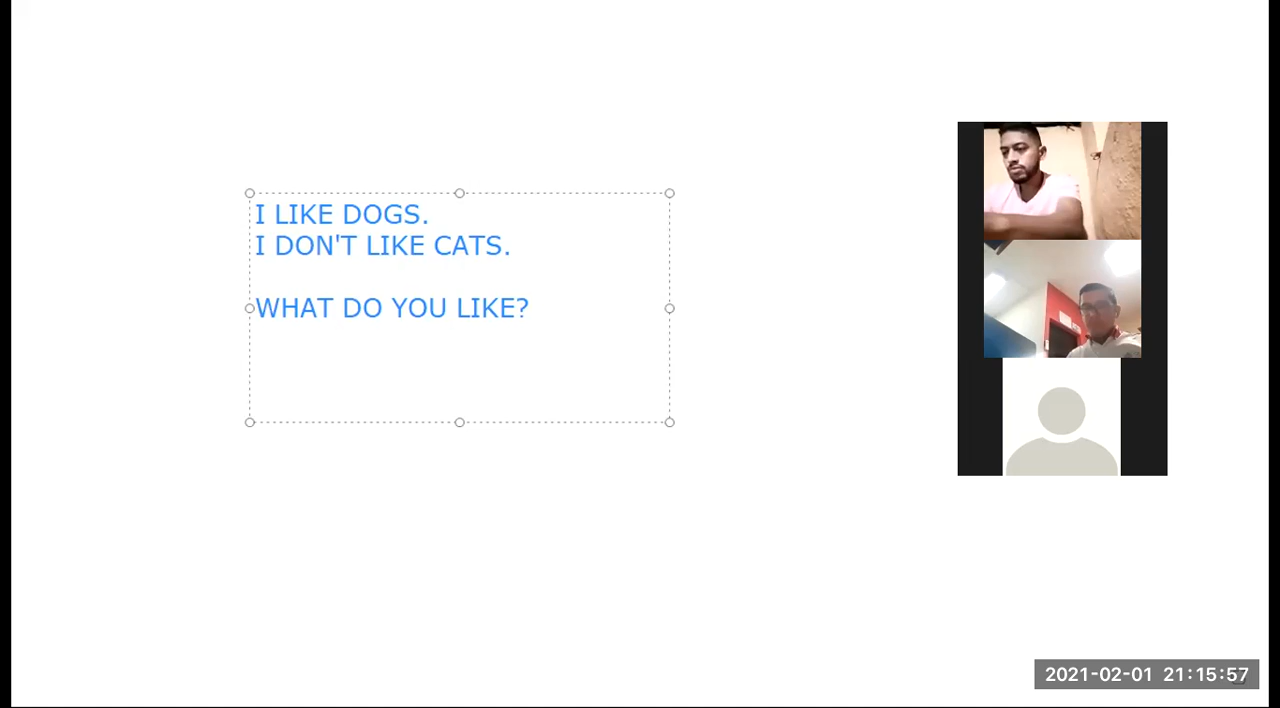 I LIKE DOGS.
I DON'T LIKE CATS.
WHAT DO YOU LIKE?
2021-02-01 21:15:57